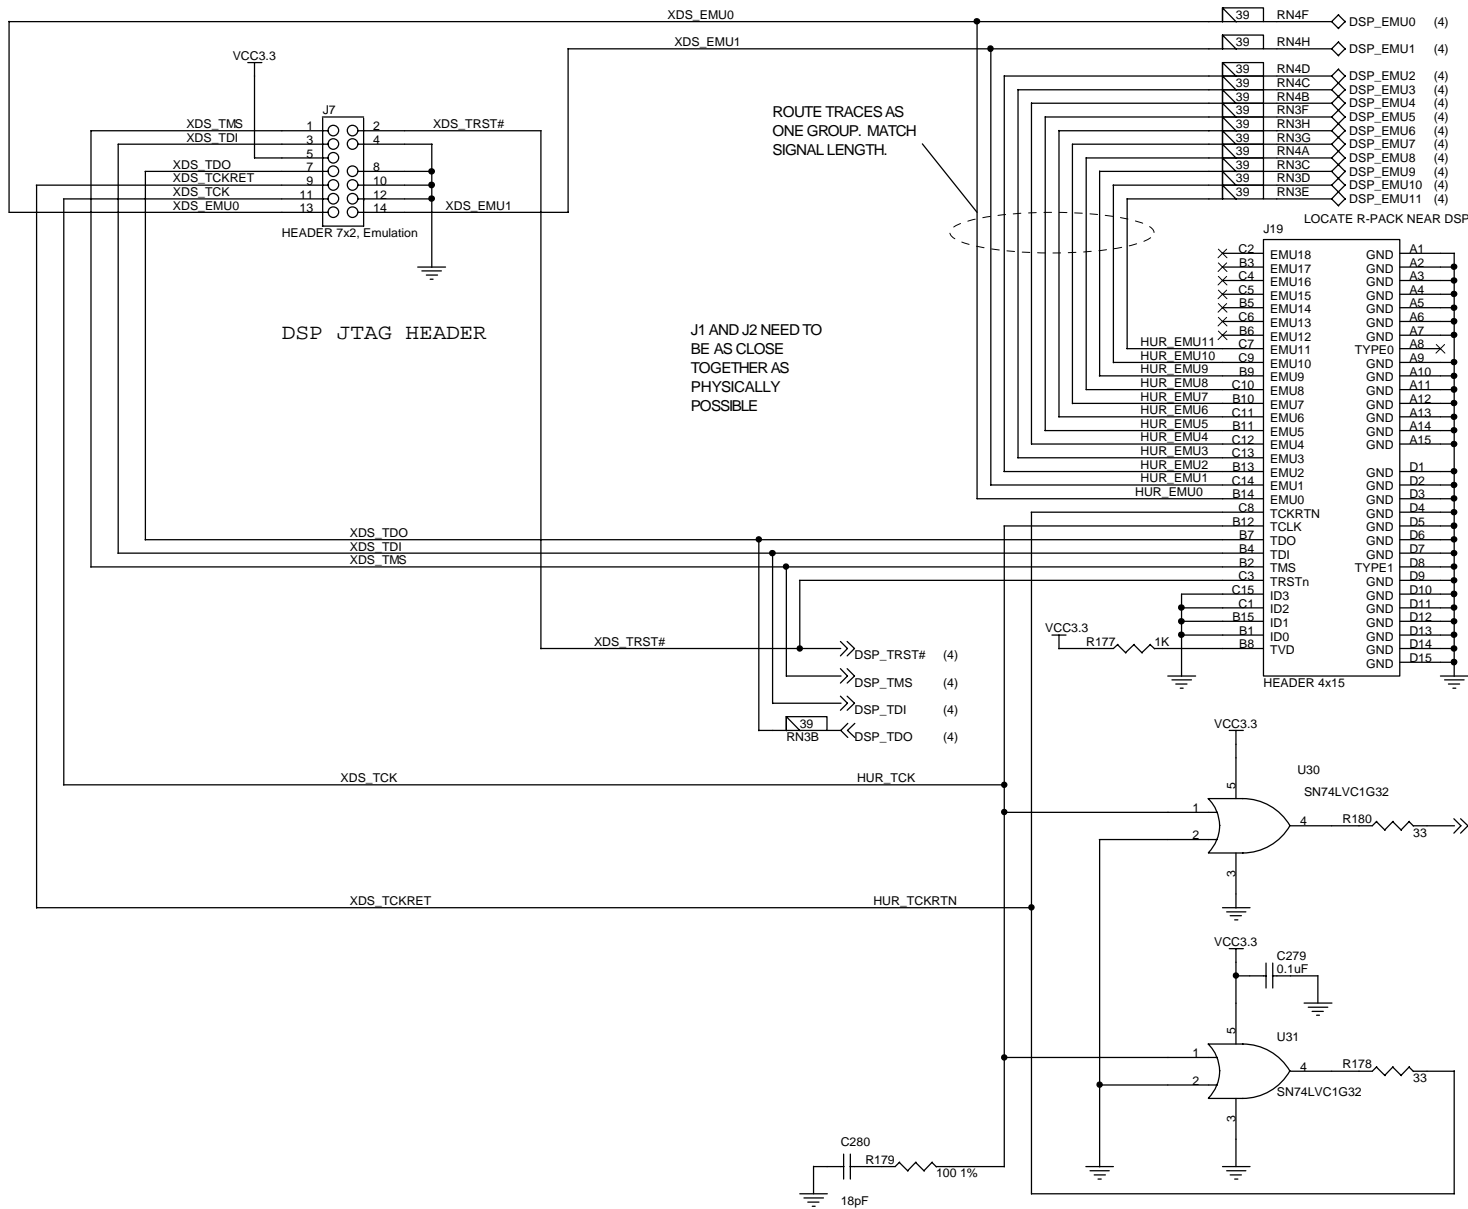 XDS_EMU0
39 RN4F DSP_EMU0 (4)
XDS_EMU1
39 RN4H DSP_EMU1 (4)
39 RN4D DSP_EMU2 (4)
39 RN4C DSP_EMU3 (4)
39 RN4B DSP_EMU4 (4)
39 RN3F DSP_EMU5 (4)
39 RN3H DSP_EMU6 (4)
39 RN3G DSP_EMU7 (4)
39 RN4A DSP_EMU8 (4)
39 RN3C DSP_EMU9 (4)
39 RN3D DSP_EMU10 (4)
39 RN3E DSP_EMU11 (4)
LOCATE R-PACK NEAR DSP
VCC3.3
J7
XDS_TMS 1 2 XDS_TRST#
XDS_TDI 3 4
5
XDS_TDO 7 8
XDS_TCKRET 9 10
XDS_TCK 11 12
XDS_EMU0 13 14 XDS_EMU1
HEADER 7x2, Emulation
DSP JTAG HEADER
ROUTE TRACES AS
ONE GROUP. MATCH
SIGNAL LENGTH.
J1 AND J2 NEED TO
BE AS CLOSE
TOGETHER AS
PHYSICALLY
POSSIBLE
J19
C2 EMU18 GND A1
B3 EMU17 GND A2
C4 EMU16 GND A3
C5 EMU15 GND A4
B5 EMU14 GND A5
C6 EMU13 GND A6
B6 EMU12 GND A7
HUR_EMU11 C7 EMU11 TYPE0 A8
HUR_EMU10 C9 EMU10 GND A9
HUR_EMU9 B9 EMU9 GND A10
HUR_EMU8 C10 EMU8 GND A11
HUR_EMU7 B10 EMU7 GND A12
HUR_EMU6 C11 EMU6 GND A13
HUR_EMU5 B11 EMU5 GND A14
HUR_EMU4 C12 EMU4 GND A15
HUR_EMU3 C13 EMU3
HUR_EMU2 B13 EMU2 GND D1
HUR_EMU1 C14 EMU1 GND D2
HUR_EMU0 B14 EMU0 GND D3
C8 TCKRTN GND D4
B12 TCLK GND D5
XDS_TDO B7 TDO GND D6
XDS_TDI B4 TDI GND D7
XDS_TMS B2 TMS TYPE1 D8
C3 TRSTn GND D9
C15 ID3 GND D10
C1 ID2 GND D11
B15 ID1 GND D12
B1 ID0 GND D13
B8 TVD GND D14
GND D15
HEADER 4x15
VCC3.3
R177 1K
XDS_TRST#
DSP_TRST# (4)
DSP_TMS (4)
DSP_TDI (4)
39
RN3B
DSP_TDO (4)
XDS_TCK HUR_TCK
VCC3.3
U30
SN74LVC1G32
5
1
2
4
3
R180
33
XDS_TCKRET HUR_TCKRTN
VCC3.3
C279
0.1uF
U31
SN74LVC1G32
5
1
2
4
3
R178
33
C280
18pF
R179
100 1%